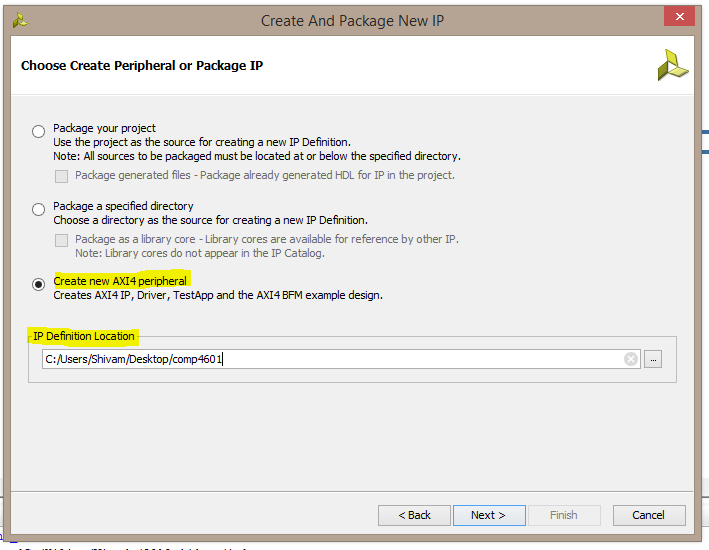 Create And Package New IP
Choose Create Peripheral or Package IP
Package your project
Use the project as the source for creating a new IP Definition.
Note: All sources to be packaged must be located at or below the specified directory.
Package generated files - Package already generated HDL for IP in the project.
Package a specified directory
Choose a directory as the source for creating a new IP Definition.
Package as a library core - Library cores are available for reference by other IP.
Note: Library cores do not appear in the IP Catalog.
Create new AXI4 peripheral
Creates AXI4 IP, Driver, TestApp and the AXI4 BFM example design.
IP Definition Location
C:/Users/Shivam/Desktop/comp4601
...
< Back Next > Finish Cancel